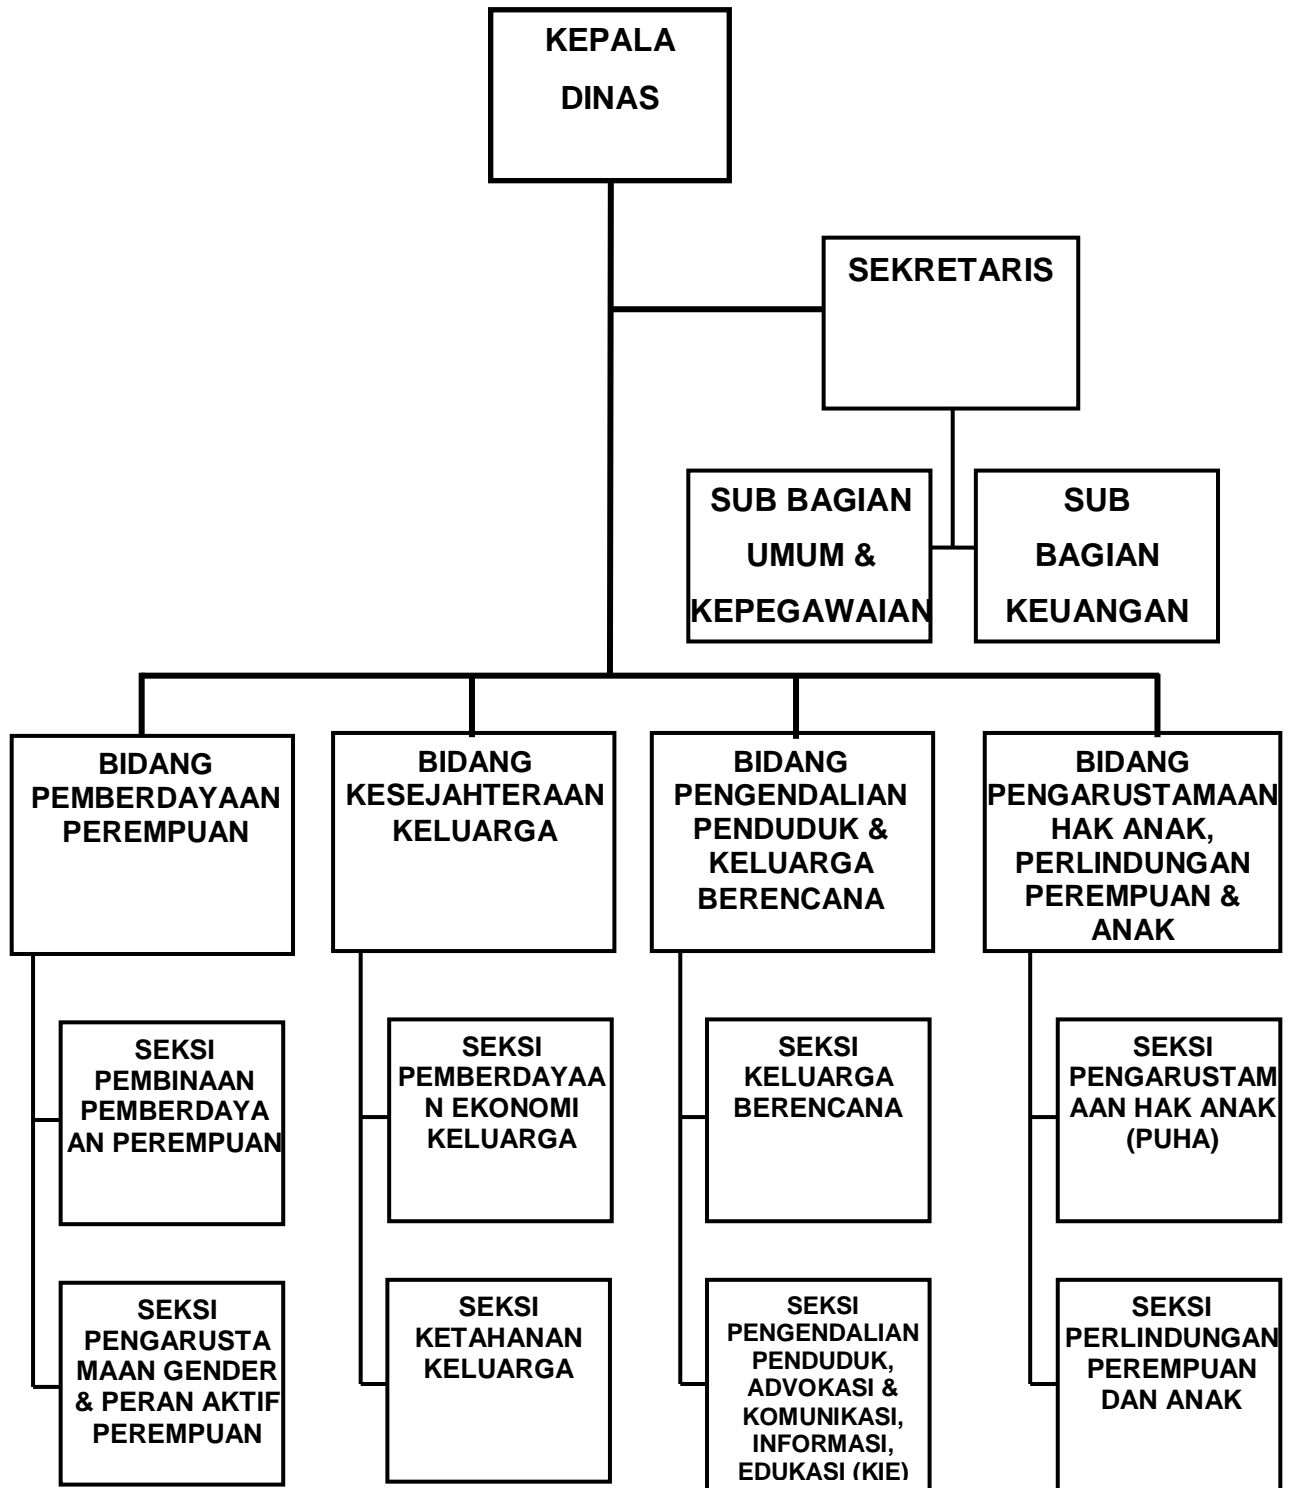 KEPALA
DINAS
SEKRETARIS
SUB BAGIAN
UMUM &
KEPEGAWAIAN
SUB
BAGIAN
KEUANGAN
BIDANG
PEMBERDAYAAN
PEREMPUAN
BIDANG
KESEJAHTERAAN
KELUARGA
BIDANG
PENGENDALIAN
PENDUDUK &
KELUARGA
BERENCANA
BIDANG
PENGARUSTAMAAN
HAK ANAK,
PERLINDUNGAN
PEREMPUAN &
ANAK
SEKSI
PEMBINAAN
PEMBERDAYA
AN PEREMPUAN
SEKSI
PEMBERDAYAA
N EKONOMI
KELUARGA
SEKSI
KELUARGA
BERENCANA
SEKSI
PENGARUSTAM
AAN HAK ANAK
(PUHA)
SEKSI
PENGARUSTA
MAAN GENDER
& PERAN AKTIF
PEREMPUAN
SEKSI
KETAHANAN
KELUARGA
SEKSI
PENGENDALIAN
PENDUDUK,
ADVOKASI &
KOMUNIKASI,
INFORMASI,
EDUKASI (KIE)
SEKSI
PERLINDUNGAN
PEREMPUAN
DAN ANAK